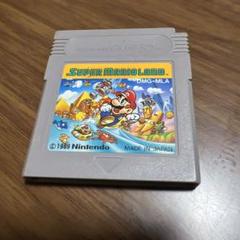 SUPER MARIO LAND
DMG-MLA
© 1989 Nintendo
MADE IN JAPAN